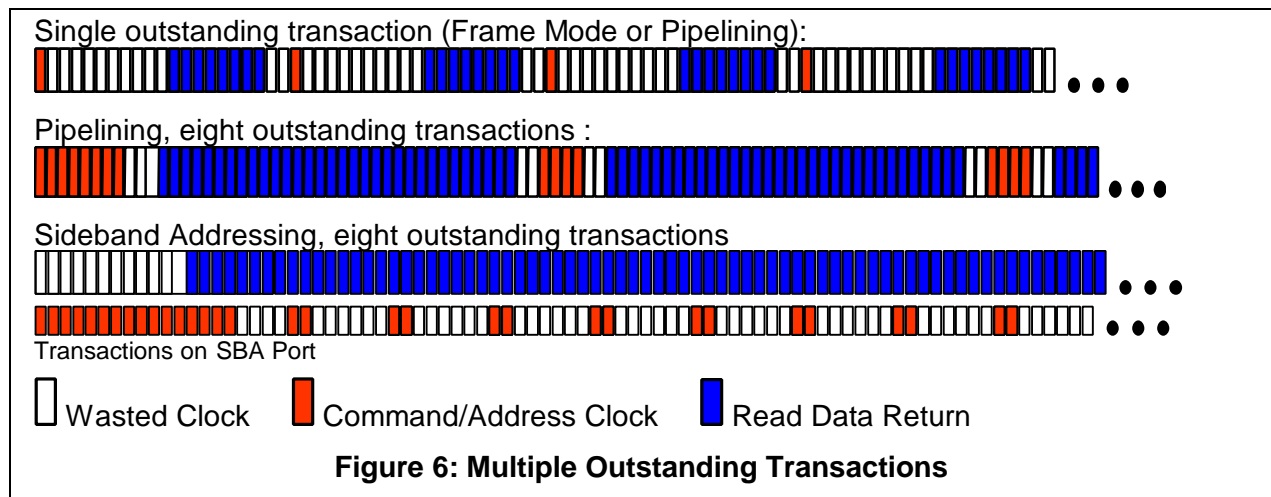 Single outstanding transaction (Frame Mode or Pipelining):
Pipelining, eight outstanding transactions :
Sideband Addressing, eight outstanding transactions
Transactions on SBA Port
Wasted Clock Command/Address Clock Read Data Return
Figure 6: Multiple Outstanding Transactions